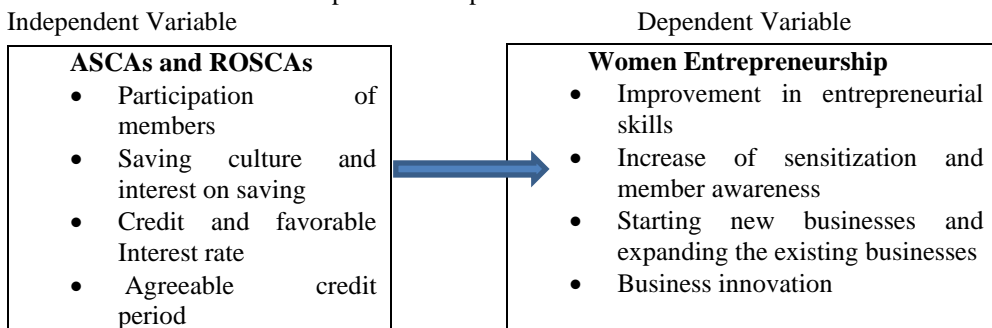 Independent Variable
Dependent Variable
ASCAs and ROSCAs
• Participation of
members
• Saving culture and
interest on saving
• Credit and favorable
Interest rate
• Agreeable credit
period
Women Entrepreneurship
• Improvement in entrepreneurial
skills
• Increase of sensitization and
member awareness
• Starting new businesses and
expanding the existing businesses
• Business innovation